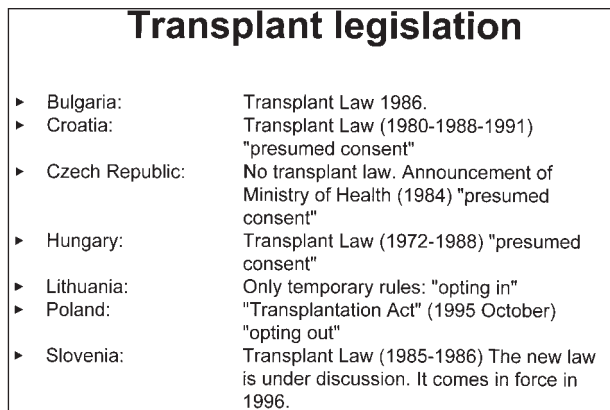 Transplant legislation
► Bulgaria: Transplant Law 1986.
► Croatia: Transplant Law (1980-1988-1991)
"presumed consent"
► Czech Republic: No transplant law. Announcement of
Ministry of Health (1984) "presumed
consent"
► Hungary: Transplant Law (1972-1988) "presumed
consent"
► Lithuania: Only temporary rules: "opting in"
► Poland: "Transplantation Act" (1995 October)
"opting out"
► Slovenia: Transplant Law (1985-1986) The new law
is under discussion. It comes in force in
1996.